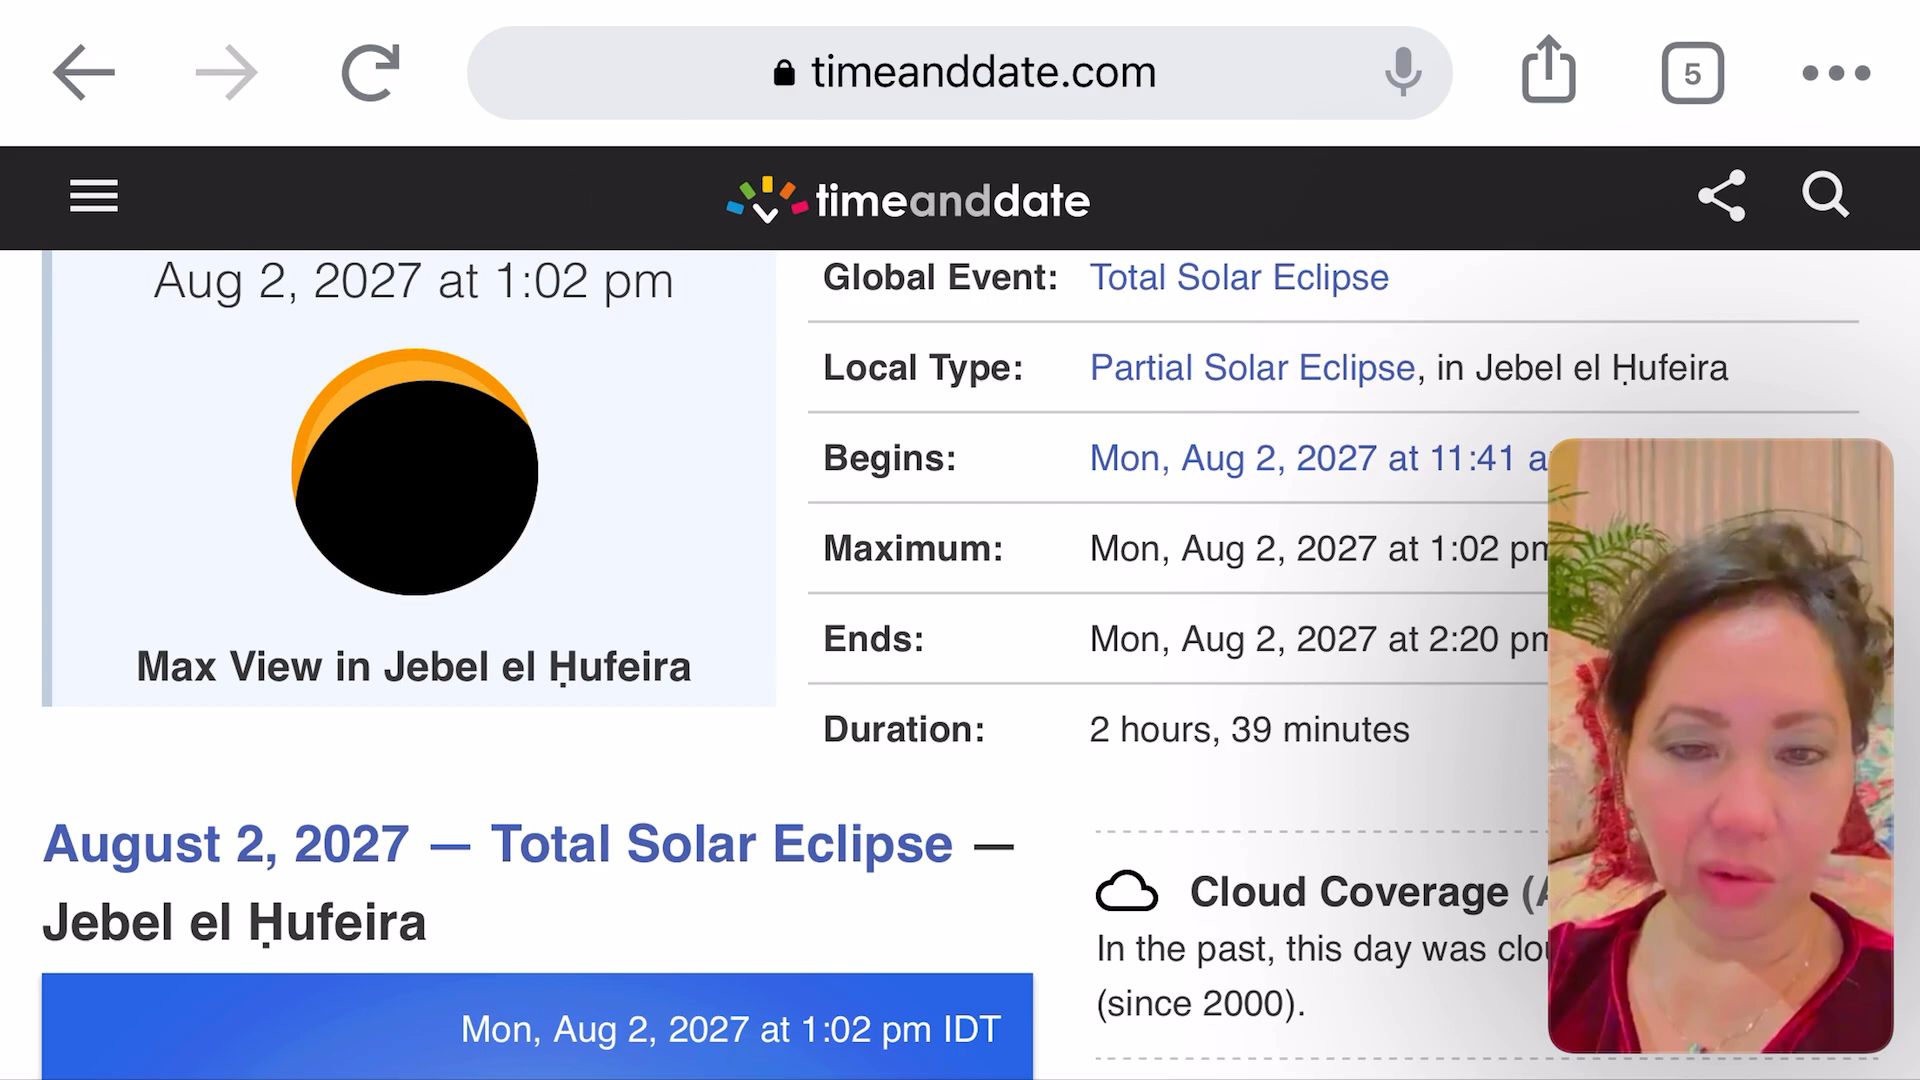 timeanddate.com
5
timeanddate
Aug 2, 2027 at 1:02 pm
Max View in Jebel el Ḥufeira
Global Event: Total Solar Eclipse
Local Type: Partial Solar Eclipse, in Jebel el Ḥufeira
Begins: Mon, Aug 2, 2027 at 11:41
Maximum: Mon, Aug 2, 2027 at 1:02
Ends: Mon, Aug 2, 2027 at 2:20
Duration: 2 hours, 39 minutes
August 2, 2027 — Total Solar Eclipse —
Jebel el Ḥufeira
Mon, Aug 2, 2027 at 1:02 pm IDT
Cloud Coverage
In the past, this day was
(since 2000).